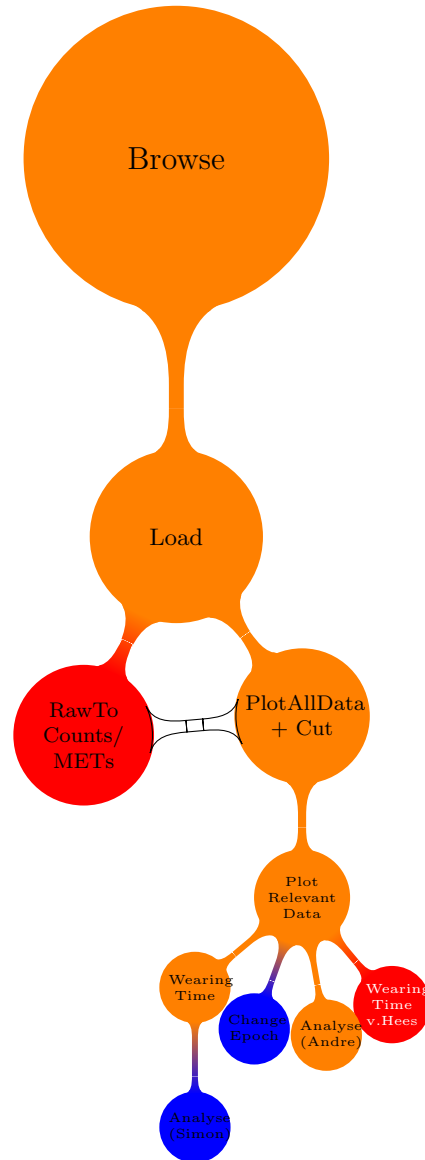 Browse
Load
RawTo
Counts/
METs
PlotAllData
+ Cut
Plot
Relevant
Data
Wearing
Time
Change
Epoch
Analyse
(Andre)
Wearing
Time
v.Hees
Analyze
(Simon)